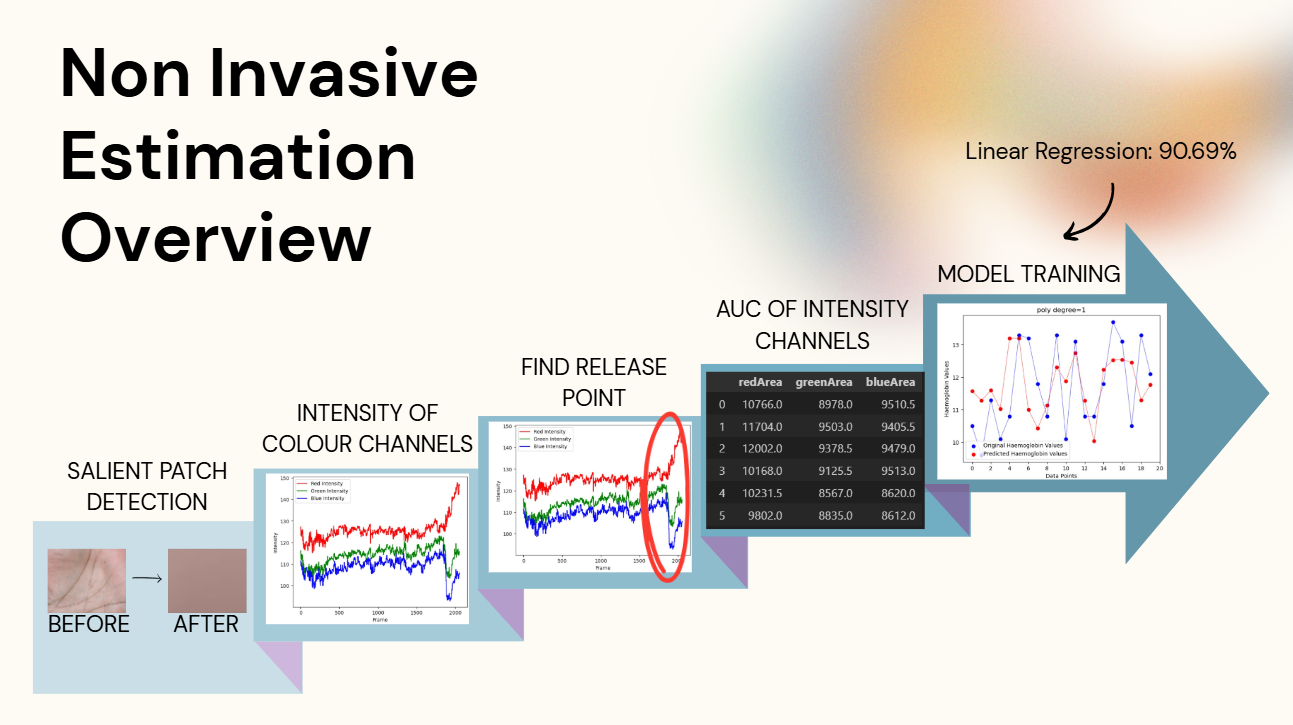 Non Invasive
Estimation
Overview
Linear Regression: 90.69%
MODEL TRAINING
AUC OF INTENSITY
CHANNELS
FIND RELEASE
POINT
INTENSITY OF
COLOUR CHANNELS
SALIENT PATCH
DETECTION
BEFORE
AFTER
150
140
130
120
110
100
Intensity
Red Intensity
Green Intensity
Blue Intensity
0 500 1000 1500 2000
Frame
150
140
130
120
110
100
Intensity
Red Intensity
Green Intensity
Blue Intensity
0 500 1000 1500 2000
Frame
redArea greenArea blueArea
0 10766.0 8978.0 9510.5
1 11704.0 9503.0 9405.5
2 12002.0 9378.5 9479.0
3 10168.0 9125.5 9513.0
4 10231.5 8567.0 8620.0
5 9802.0 8835.0 8612.0
poly degree=1
13
12
11
10
Haemoglobin Values
Original Haemoglobin Values
Predicted Haemoglobin Values
0 2 4 6 8 10 12 14 16 18 20
Data Points